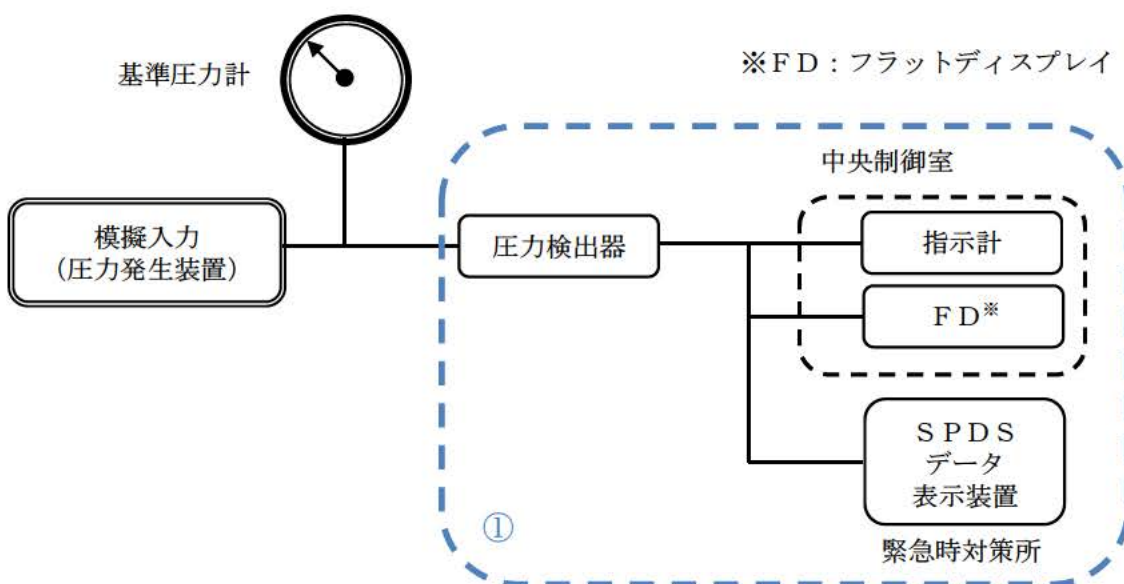 基準圧力計
※ＦＤ：フラットディスプレイ
中央制御室
模擬入力
（圧力発生装置）
圧力検出器
指示計
ＦＤ※
ＳＰＤＳ
データ
表示装置
①
緊急時対策所